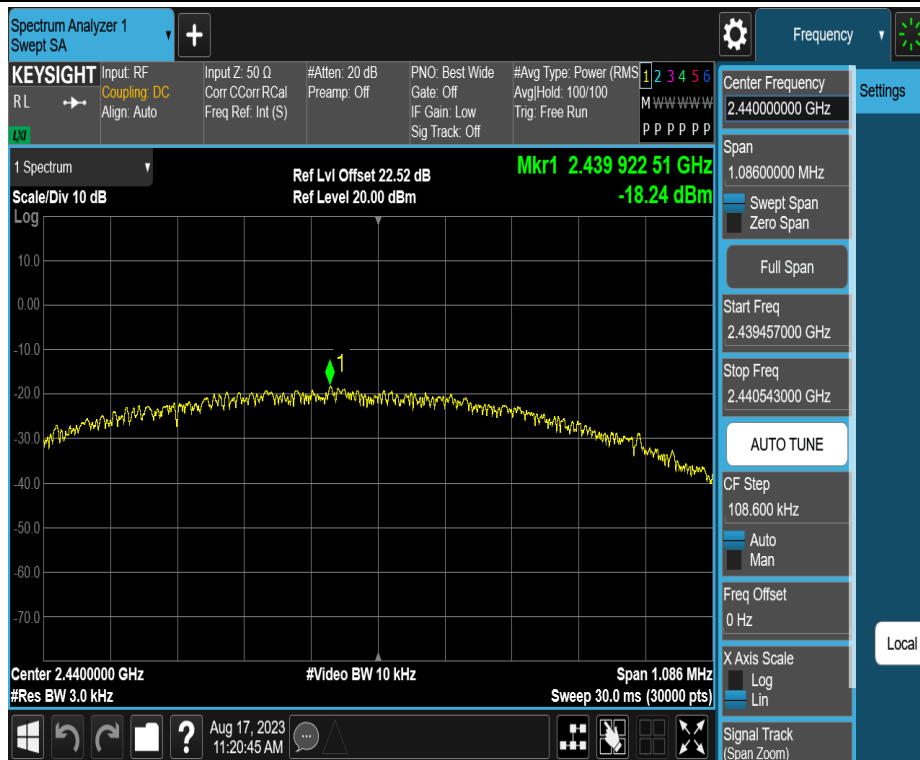 Spectrum Analyzer 1
Swept SA
+
Frequency
KEYSIGHT
RL
LXI
Input: RF
Coupling: DC
Align: Auto
Input Z: 50 Ω
Corr CCorr RCal
Freq Ref: Int (S)
#Atten: 20 dB
Preamp: Off
PNO: Best Wide
Gate: Off
IF Gain: Low
Sig Track: Off
#Avg Type: Power (RMS
Avg|Hold: 100/100
Trig: Free Run
1 2 3 4 5 6
M W W W W W
P P P P P P
1 Spectrum
Scale/Div 10 dB
Log
Ref Lvl Offset 22.52 dB
Ref Level 20.00 dBm
Mkr1 2.439 922 51 GHz
-18.24 dBm
10.0
0.00
-10.0
-20.0
-30.0
-40.0
-50.0
-60.0
-70.0
1
Center 2.4400000 GHz
#Res BW 3.0 kHz
#Video BW 10 kHz
Span 1.086 MHz
Sweep 30.0 ms (30000 pts)
Center Frequency
2.440000000 GHz
Span
1.08600000 MHz
Swept Span
Zero Span
Full Span
Start Freq
2.439457000 GHz
Stop Freq
2.440543000 GHz
AUTO TUNE
CF Step
108.600 kHz
Auto
Man
Freq Offset
0 Hz
X Axis Scale
Log
Lin
Signal Track
(Span Zoom)
Settings
Local
?
Aug 17, 2023
11:20:45 AM